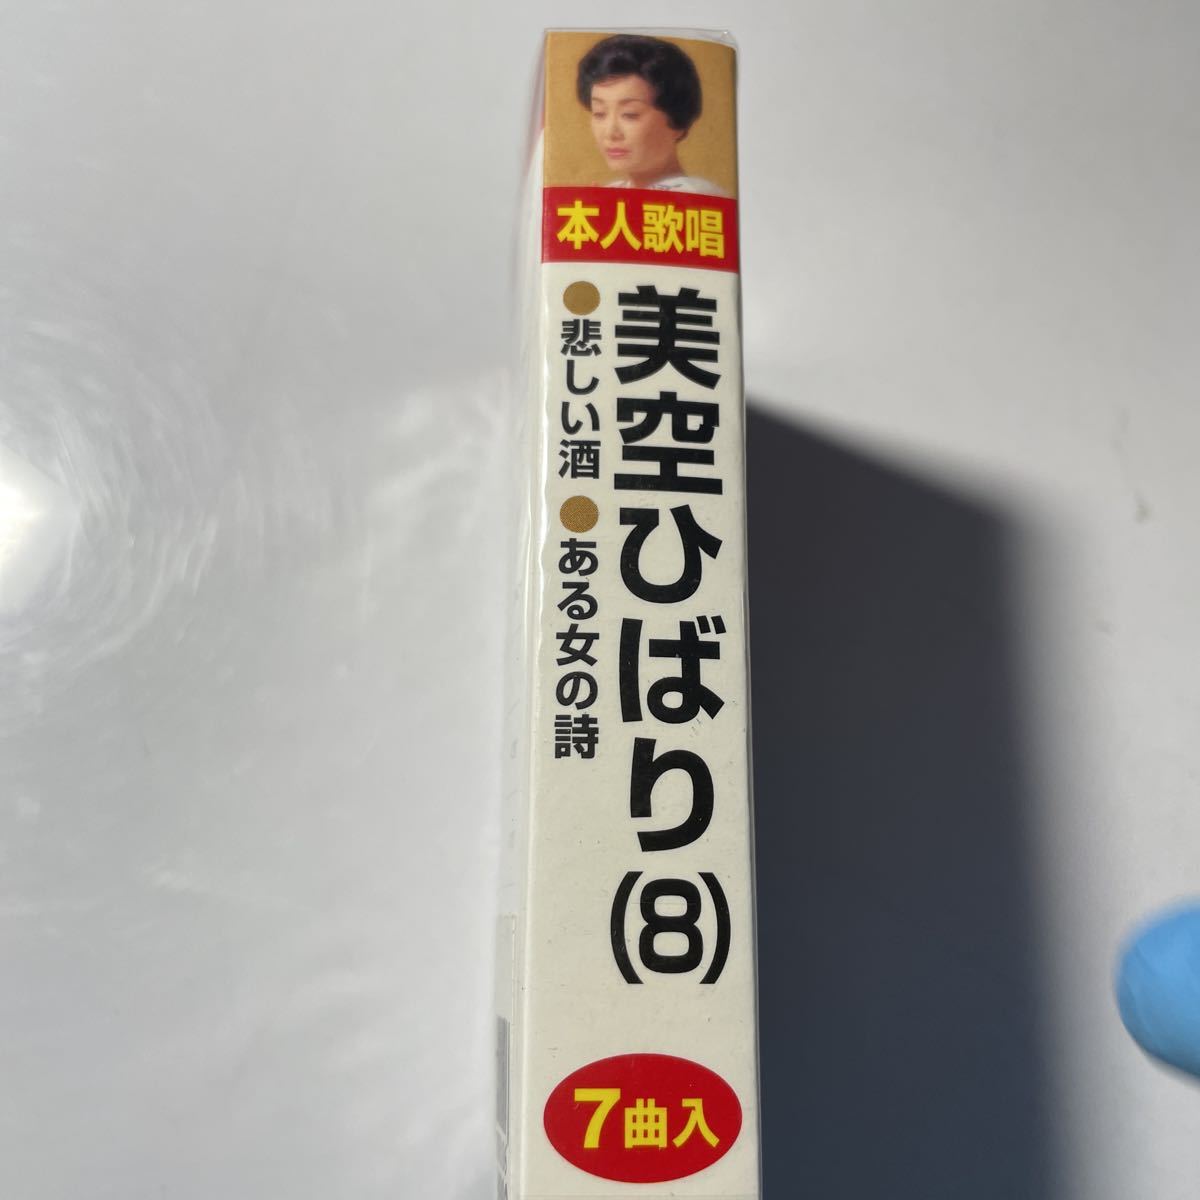 本人歌唱
美空ひばり(8)
●悲しい酒●ある女の詩
7曲入